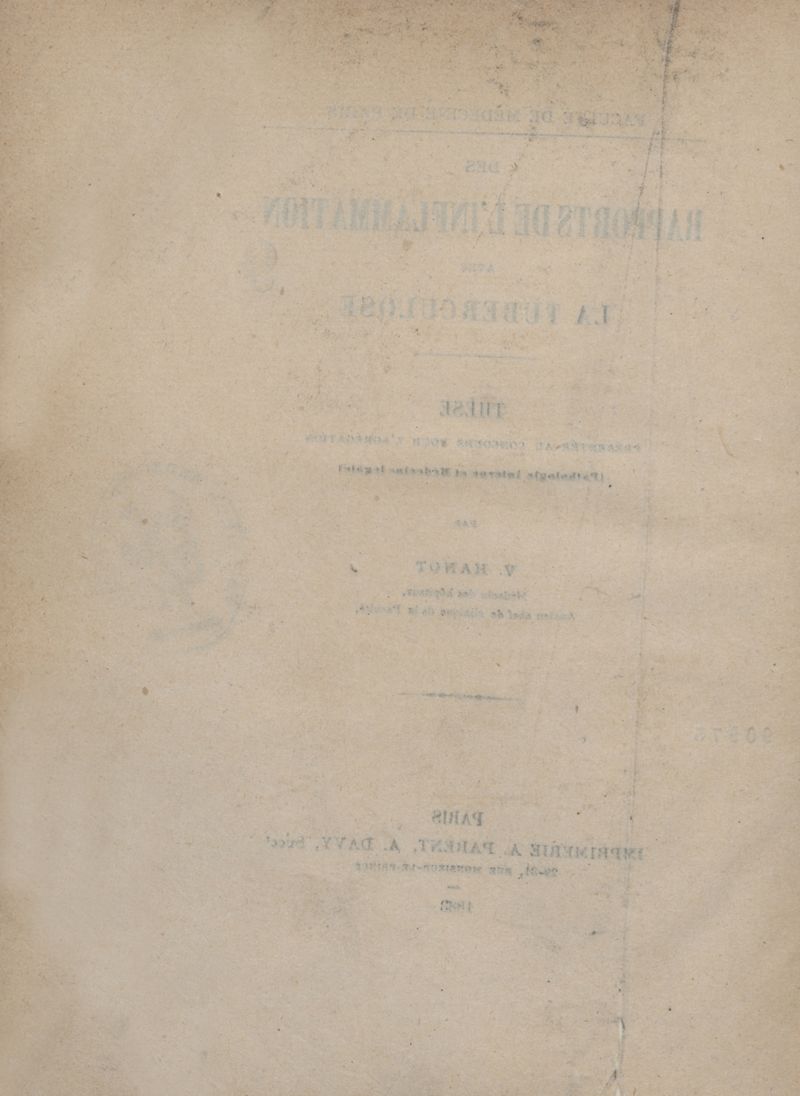 FACULTÉ DE MÉDECINE DE PARIS
DES
RAPPORTS DE L'INFLAMMATION
AVEC
LA TUBERCULOSE
THÈSE
PRÉSENTÉE AU CONCOURS POUR L'AGRÉGATION
(Pathologie interne et Médecine légale)
PAR
V. HANOT
Médecin des hôpitaux,
Ancien chef de clinique de la Faculté.
PARIS
IMPRIMERIE A. PARENT, A. DAVY, Succr
29-31, RUE MONSIEUR-LE-PRINCE
1883